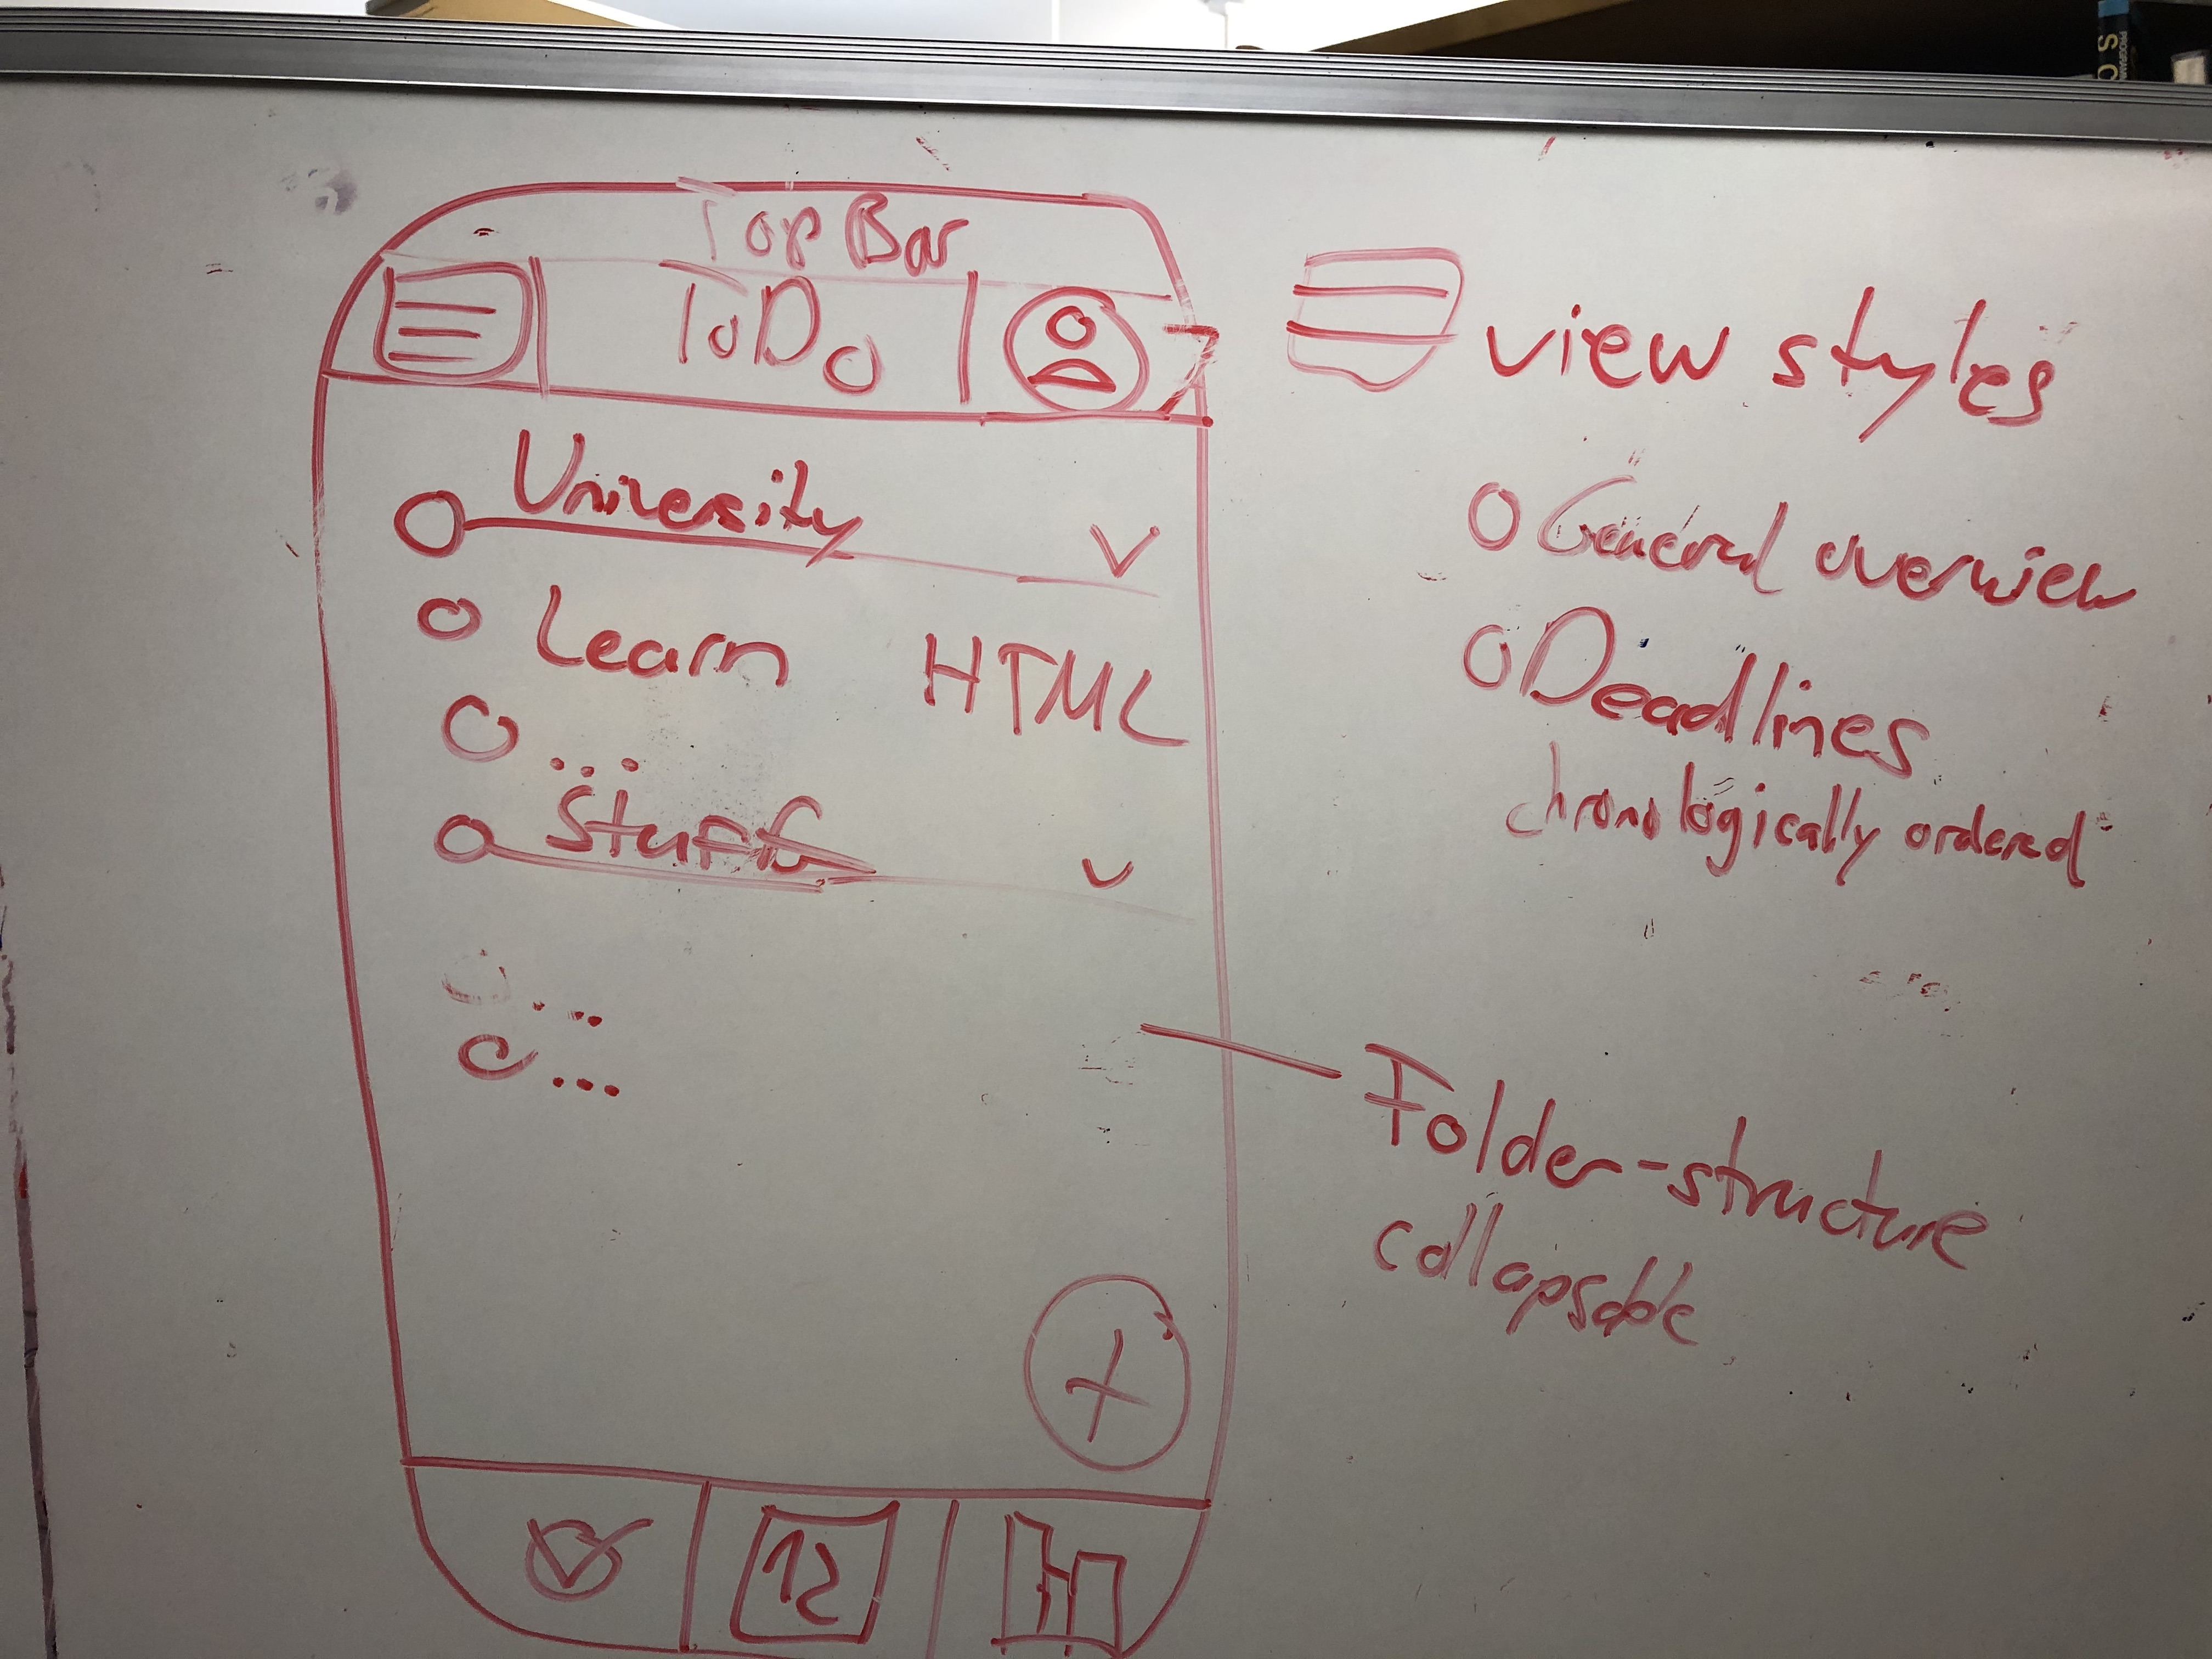 Top Bar
ToDo
University
Learn HTML
...
Stuff
...
...
+
12
view styles
General overview
Deadlines
chronologically ordered
Folder-structure
collapsable